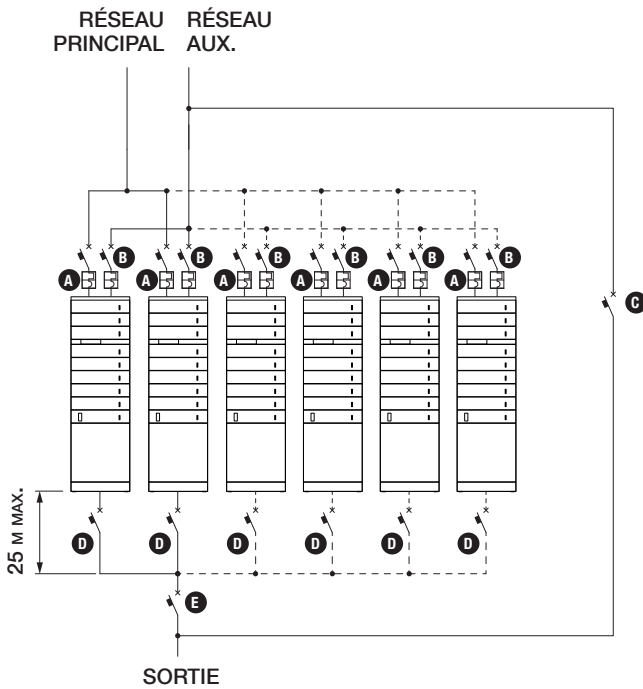 RÉSEAU PRINCIPAL
RÉSEAU AUX.
A B A B A B A B A B A B
C
25 M MAX.
D D D D D D
E
SORTIE